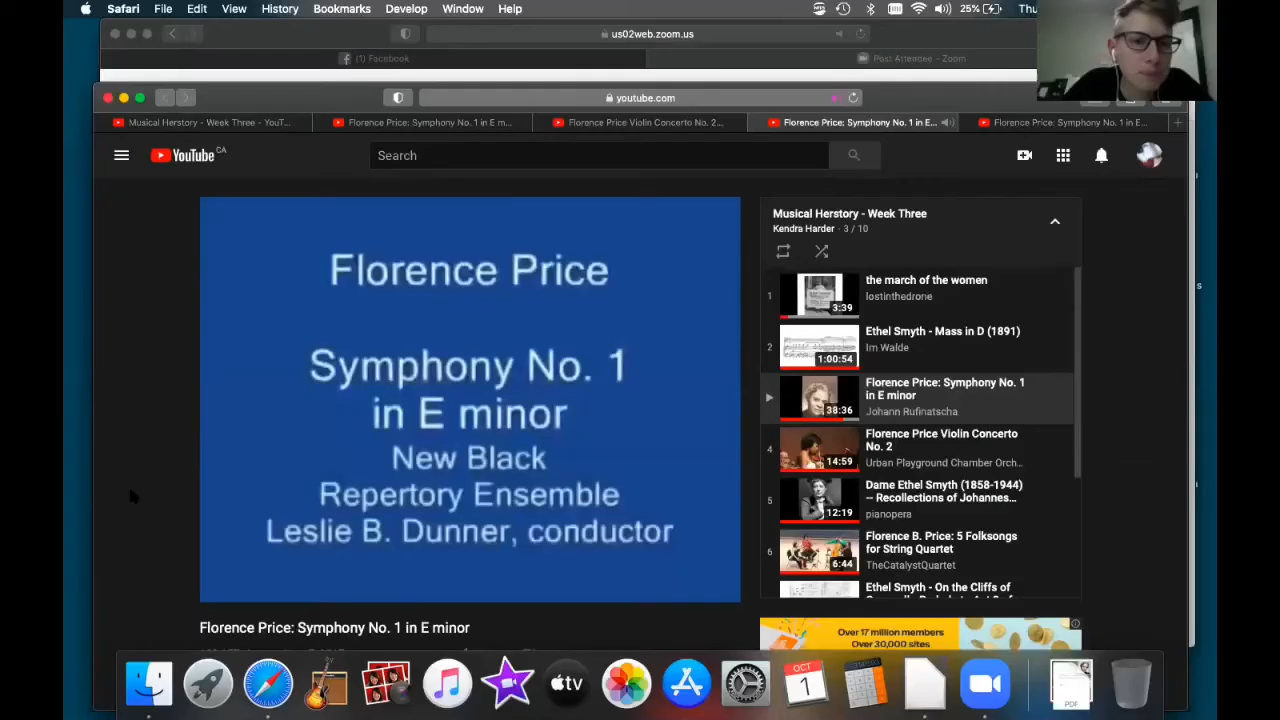 Safari File Edit View History Bookmarks Develop Window Help 25% Thu
us02web.zoom.us
(1) Facebook Post Attendee - Zoom
youtube.com
Musical Herstory - Week Three - YouT... Florence Price: Symphony No. 1 in E m... Florence Price Violin Concerto No. 2... Florence Price: Symphony No. 1 in E... Florence Price: Symphony No. 1 in E...
YouTube CA Search
Florence Price
Symphony No. 1
in E minor
New Black
Repertory Ensemble
Leslie B. Dunner, conductor
Florence Price: Symphony No. 1 in E minor
Musical Herstory - Week Three
Kendra Harder - 3 / 10
1 the march of the women
lostinthedrone
3:39
2 Ethel Smyth - Mass in D (1891)
Im Walde
1:00:54
Florence Price: Symphony No. 1
in E minor
Johann Rufinatscha
38:36
4 Florence Price Violin Concerto
No. 2
Urban Playground Chamber Orch...
14:59
5 Dame Ethel Smyth (1858-1944)
-- Recollections of Johannes...
pianopera
12:19
6 Florence B. Price: 5 Folksongs
for String Quartet
TheCatalystQuartet
6:44
Ethel Smyth - On the Cliffs of
Over 17 million members
Over 30,000 sites
tv
OCT
1
PDF